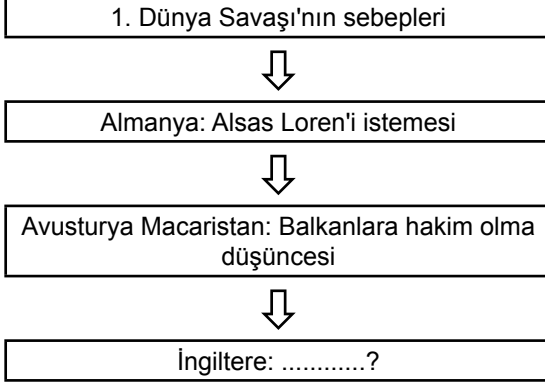 1. Dünya Savaşı'nın sebepleri
Almanya: Alsas Loren'i istemesi
Avusturya Macaristan: Balkanlara hakim olma
düşüncesi
İngiltere: ............?